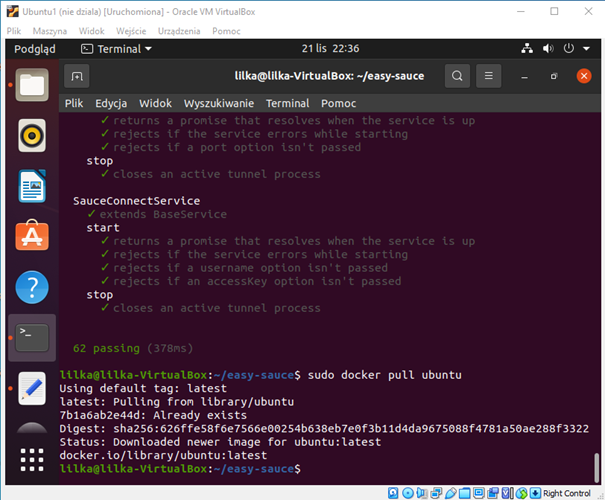 Ubuntu1 (nie dziala) [Uruchomiona] - Oracle VM VirtualBox
Plik Maszyna Widok Wejście Urządzenia Pomoc
Podgląd Terminal 21 lis 22:36
lilka@lilka-VirtualBox: ~/easy-sauce
Plik Edycja Widok Wyszukiwanie Terminal Pomoc
✓ returns a promise that resolves when the service is up
✓ rejects if the service errors while starting
✓ rejects if a port option isn't passed
stop
✓ closes an active tunnel process
SauceConnectService
✓ extends BaseService
start
✓ returns a promise that resolves when the service is up
✓ rejects if the service errors while starting
✓ rejects if a username option isn't passed
✓ rejects if an accessKey option isn't passed
stop
✓ closes an active tunnel process
62 passing (378ms)
lilka@lilka-VirtualBox:~/easy-sauce$ sudo docker pull ubuntu
Using default tag: latest
latest: Pulling from library/ubuntu
7b1a6ab2e44d: Already exists
Digest: sha256:626ffe58f6e7566e00254b638eb7e0f3b11d4da9675088f4781a50ae288f3322
Status: Downloaded newer image for ubuntu:latest
docker.io/library/ubuntu:latest
lilka@lilka-VirtualBox:~/easy-sauce$
Right Control